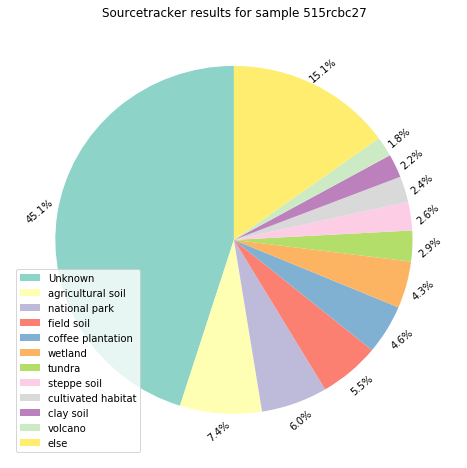 Sourcetracker results for sample 515rcbc27
15.1%
1.8%
2.2%
2.4%
2.6%
2.9%
4.3%
4.6%
5.5%
6.0%
7.4%
45.1%
Unknown
agricultural soil
national park
field soil
coffee plantation
wetland
tundra
steppe soil
cultivated habitat
clay soil
volcano
else